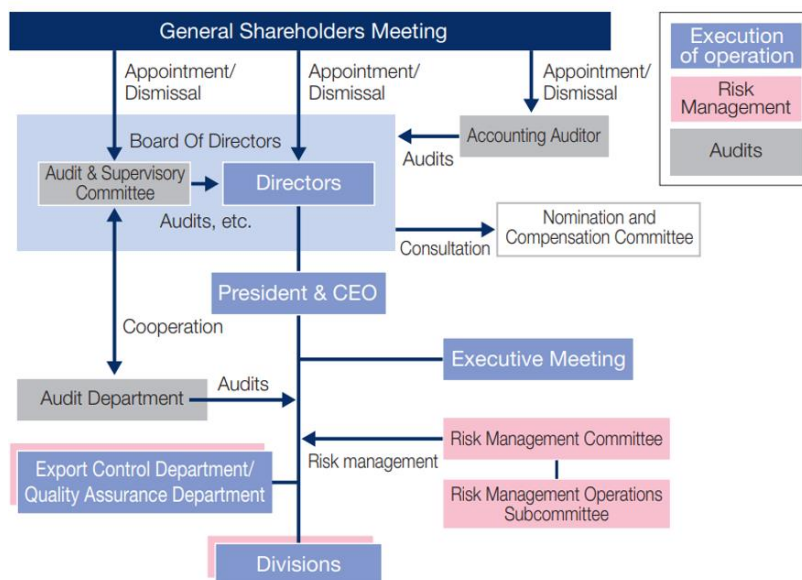 General Shareholders Meeting
Execution
of operation
Risk
Management
Audits
Appointment/
Dismissal
Appointment/
Dismissal
Appointment/
Dismissal
Board Of Directors
Audit & Supervisory
Committee
Directors
Audits, etc.
Audits
Accounting Auditor
Consultation
Nomination and
Compensation Committee
President & CEO
Cooperation
Executive Meeting
Audit Department
Audits
Risk management
Risk Management Committee
Export Control Department/
Quality Assurance Department
Risk Management Operations
Subcommittee
Divisions